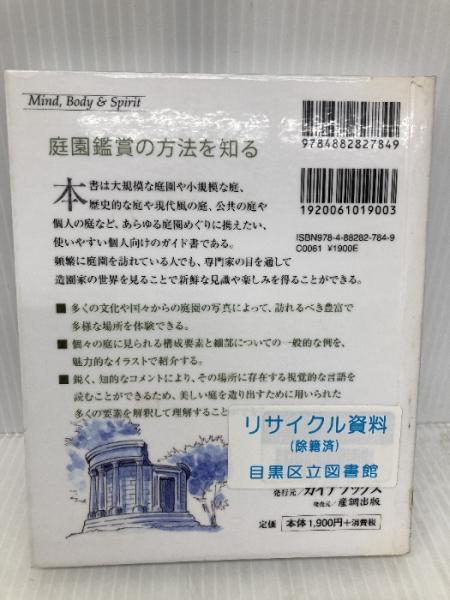 Mind, Body & Spirit
庭園鑑賞の方法を知る
本書は大規模な庭園や小規模な庭、
歴史的な庭や現代風の庭、公共の庭や
個人の庭など、あらゆる庭園めぐりに携えたい、
使いやすい個人向けのガイド書である。
頻繁に庭園を訪れている人でも、専門家の目を通して
造園家の世界を見ることで新鮮な見識や楽しみを得ることができる。
9784882827849
1920061019003
ISBN978-4-88282-784-9
C0061 ¥1900E
■ 多くの文化や国々からの庭園の写真によって、訪れるべき豊富で
多様な場所を体験できる。
■ 個々の庭に見られる構成要素と細部についての一般的な例を、
魅力的なイラストで紹介する。
■ 鋭く、知的なコメントにより、その場所に存在する視覚的な言語を
読むことができるため、美しい庭を造り出すために用いられた
多くの要素を解釈して理解すること
リサイクル資料
(除籍済)
目黒区立図書館
発行元/ガイアブックス
発売元/産調出版
定価 本体1,900円+消費税